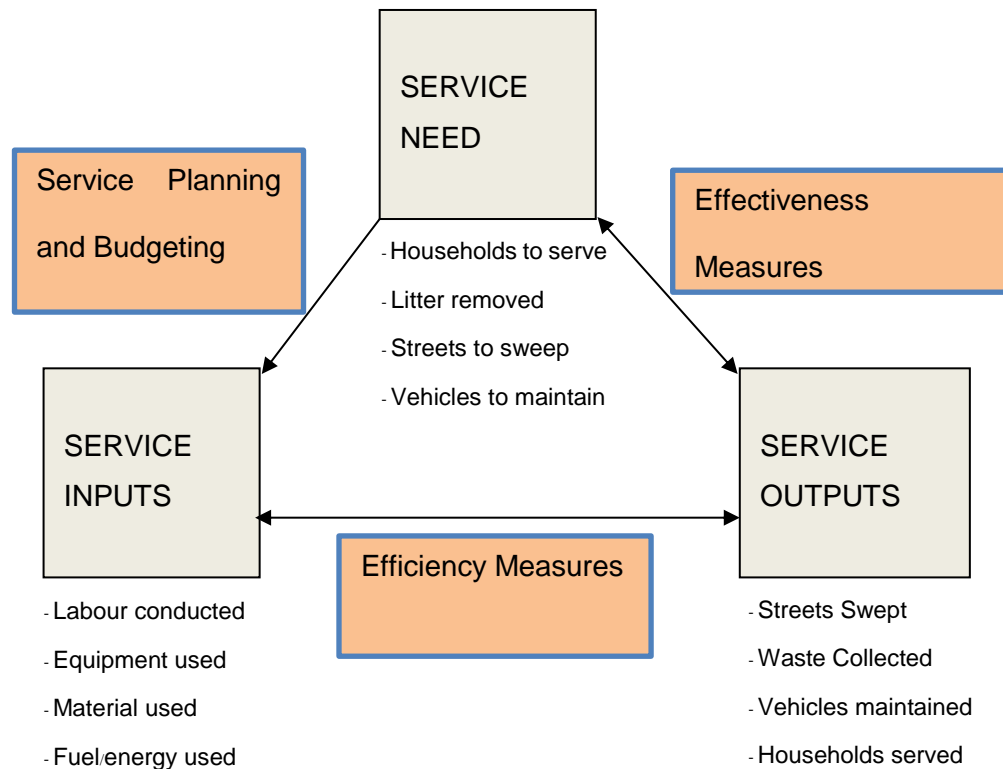 SERVICE
NEED
Service Planning
and Budgeting
Effectiveness
Measures
- Households to serve
- Litter removed
- Streets to sweep
- Vehicles to maintain
SERVICE
INPUTS
SERVICE
OUTPUTS
Efficiency Measures
- Labour conducted
- Equipment used
- Material used
- Fuel/energy used
- Streets Swept
- Waste Collected
- Vehicles maintained
- Households served